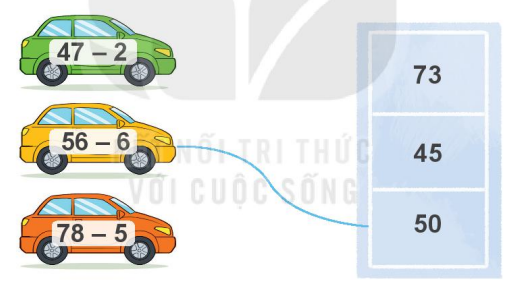 47 – 2
73
56 – 6
45
KẾT NỐI TRI THỨC
VỚI CUỘC SỐNG
50
78 – 5